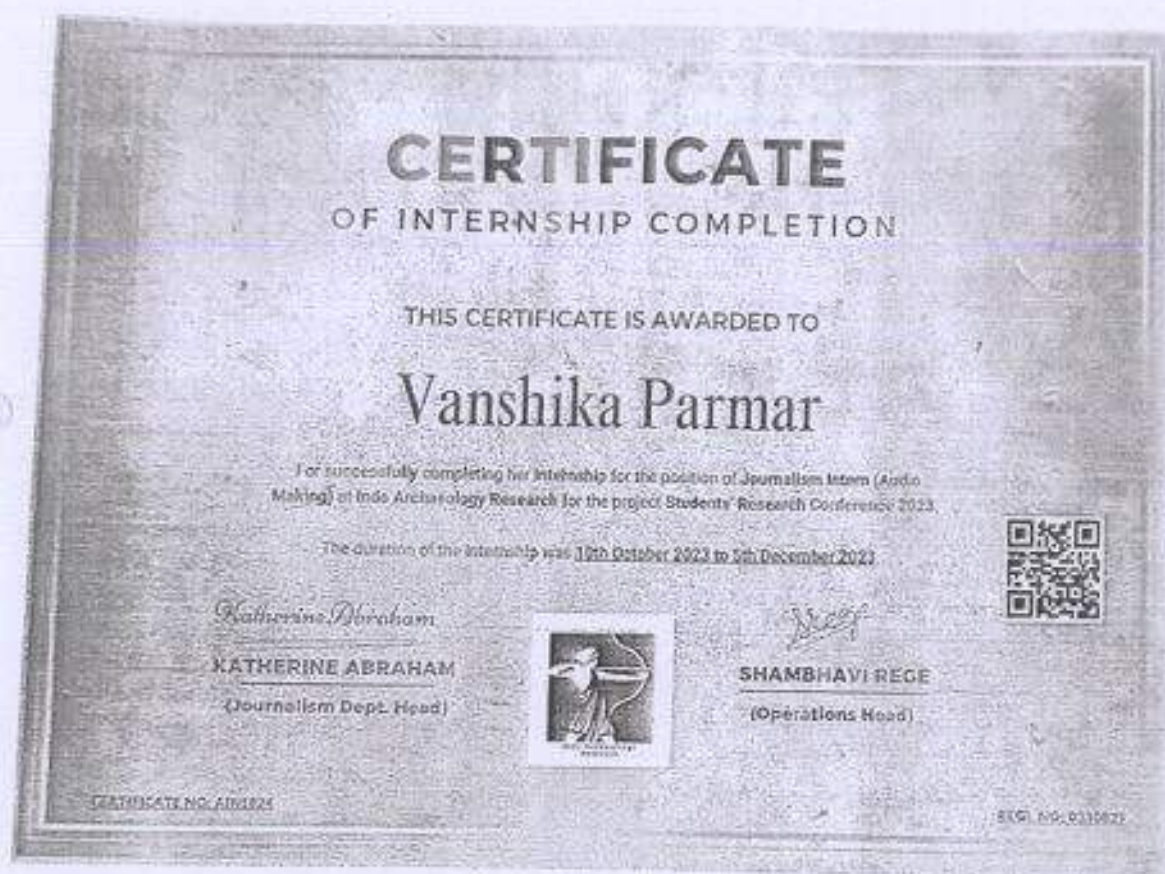 CERTIFICATE
OF INTERNSHIP COMPLETION
THIS CERTIFICATE IS AWARDED TO
Vanshika Parmar
For successfully completing her Internship for the position of Journalism Intern (Audio
Making) at Indo Archaeology Research for the project Students' Research Conference 2023.
The duration of the Internship was 10th October 2023 to 5th December 2023
Katherine Abraham
KATHERINE ABRAHAM
(Journalism Dept. Head)
SHAMBHAVI REGE
(Operations Head)
CERTIFICATE NO: